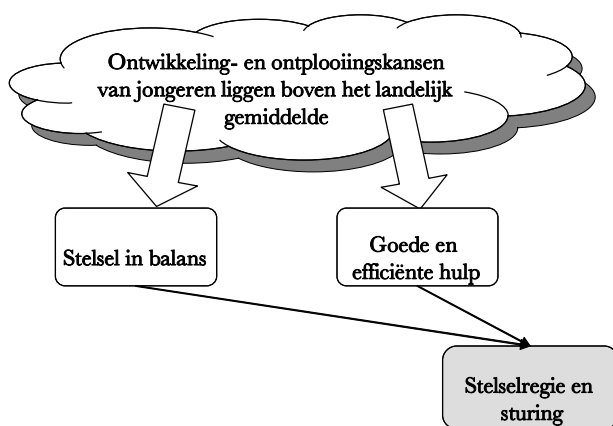 Ontwikkeling- en ontplooiingskansen
van jongeren liggen boven het landelijk
gemiddelde
Stelsel in balans
Goede en
efficiënte hulp
Stelselregie en
sturing